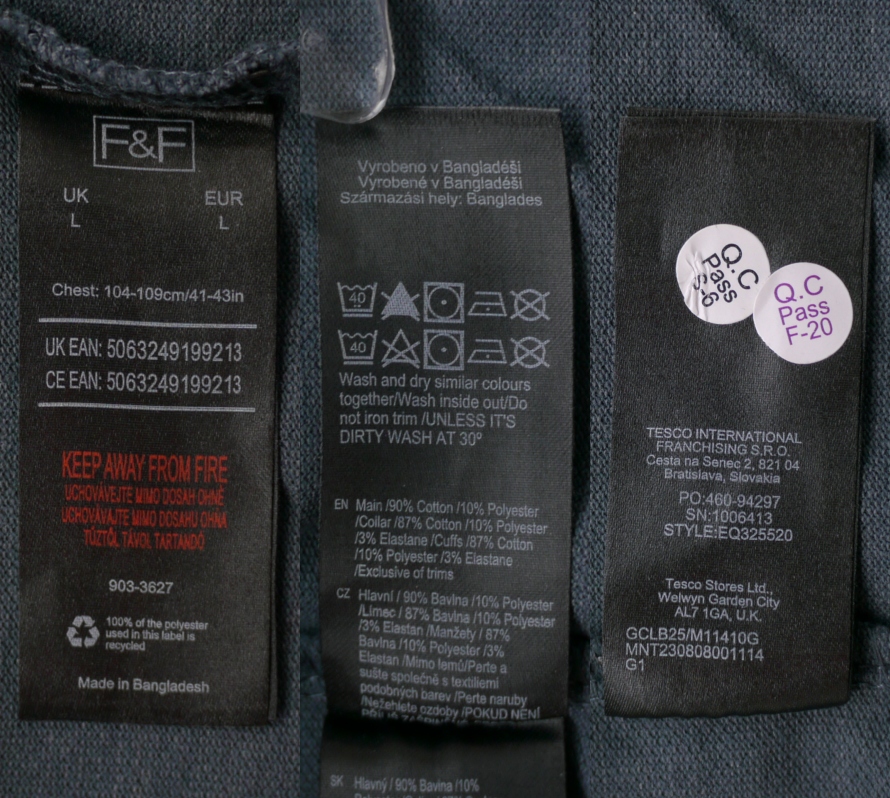 F&F
UK EUR
L L
Chest: 104-109cm/41-43in
UK EAN: 5063249199213
CE EAN: 5063249199213
KEEP AWAY FROM FIRE
UCHOVÁVEJTE MIMO DOSAH OHNĚ
UCHOVÁVAJTE MIMO DOSAHU OHŇA
TŰZTŐL TÁVOL TARTANDÓ
903-3627
100% of the polyester
used in this label is
recycled
Made in Bangladesh
Vyrobeno v Bangladéši
Vyrobené v Bangladéši
Származási hely: Banglades
40
40
Wash and dry similar colours
together/Wash inside out/Do
not iron trim /UNLESS IT'S
DIRTY WASH AT 30º
EN Main /90% Cotton /10% Polyester
/Collar /87% Cotton /10% Polyester
/3% Elastane /Cuffs /87% Cotton
/10% Polyester /3% Elastane
/Exclusive of trims
CZ Hlavní / 90% Bavlna /10% Polyester
/Límec / 87% Bavlna /10% Polyester
/3% Elastan /Manžety / 87%
Bavlna /10% Polyester /3%
Elastan /Mimo lemů/Perte a
sušte společně s textiliemi
podobných barev /Perte naruby
/Nežehlete ozdoby /POKUD NENÍ
SK Hlavný / 90% Bavlna /10%
Q.C
Pass
S-6
Q.C
Pass
F-20
TESCO INTERNATIONAL
FRANCHISING S.R.O.
Cesta na Senec 2, 821 04
Bratislava, Slovakia
PO:460-94297
SN:1006413
STYLE:EQ325520
Tesco Stores Ltd.,
Welwyn Garden City
AL7 1GA, U.K.
GCLB25/M11410G
MNT230808001114
G1